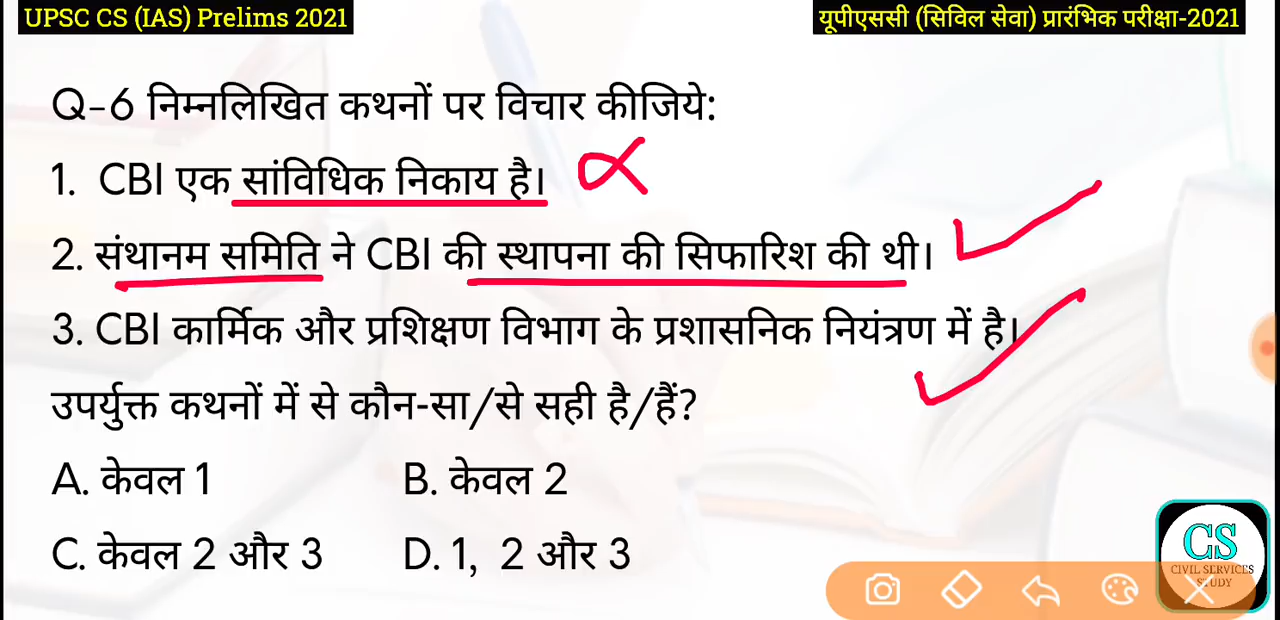 UPSC CS (IAS) Prelims 2021
यूपीएससी (सिविल सेवा) प्रारंभिक परीक्षा-2021
Q-6 निम्नलिखित कथनों पर विचार कीजिये:
1. CBI एक सांविधिक निकाय है।
2. संथानम समिति ने CBI की स्थापना की सिफारिश की थी।
3. CBI कार्मिक और प्रशिक्षण विभाग के प्रशासनिक नियंत्रण में है।
उपर्युक्त कथनों में से कौन-सा/से सही है/हैं?
A. केवल 1 B. केवल 2
C. केवल 2 और 3 D. 1, 2 और 3
CS
CIVIL SERVICES
STUDY